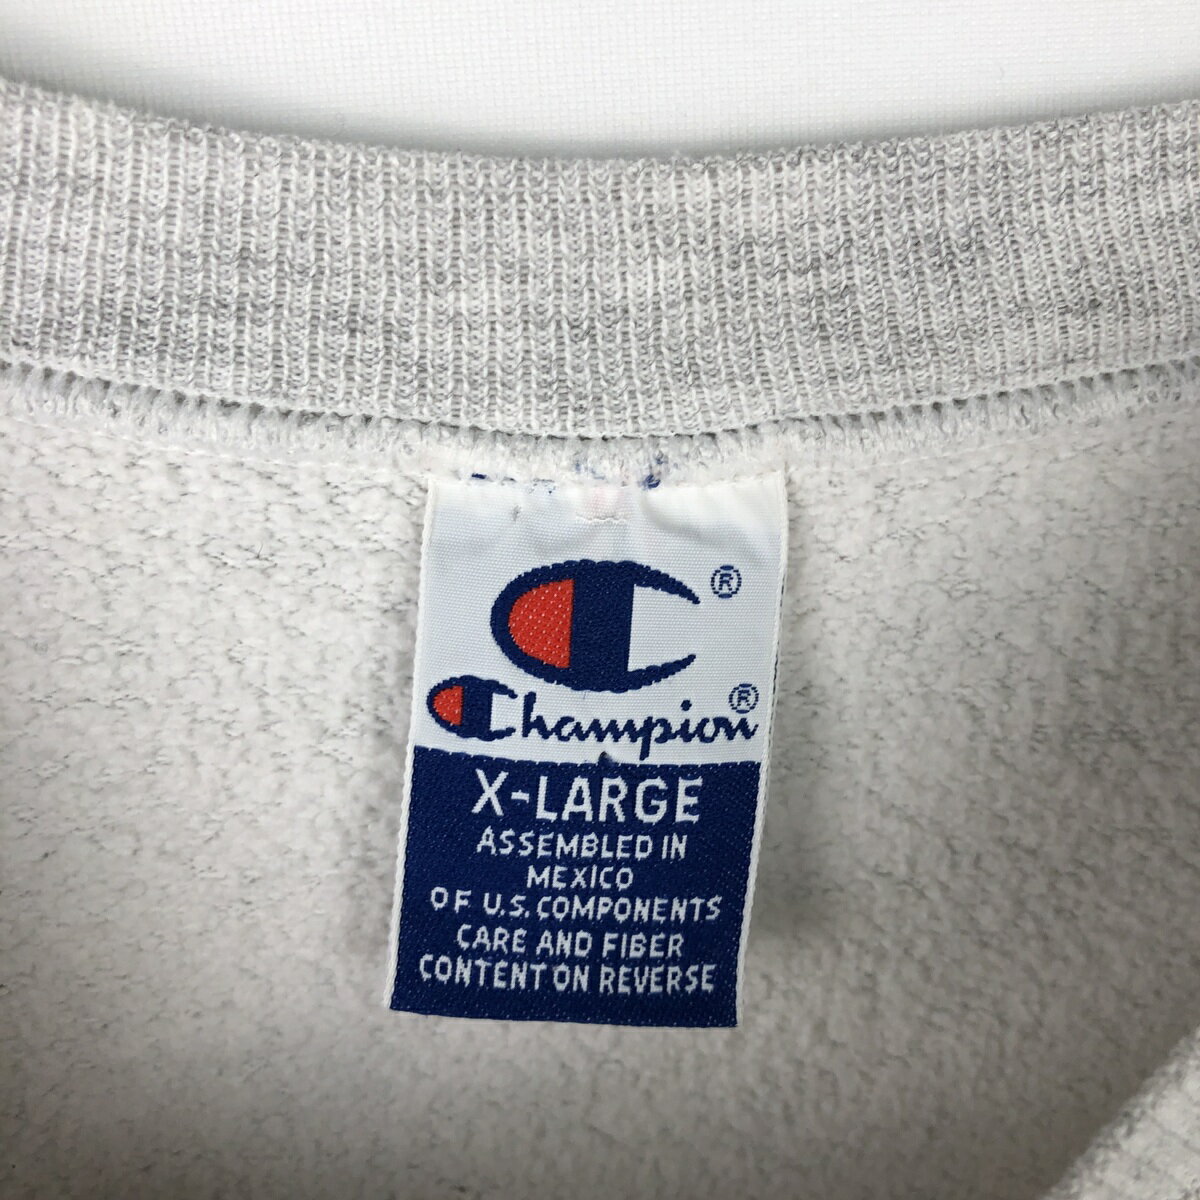 C®
Champion®
X-LARGE
ASSEMBLED IN
MEXICO
OF U.S. COMPONENTS
CARE AND FIBER
CONTENT ON REVERSE